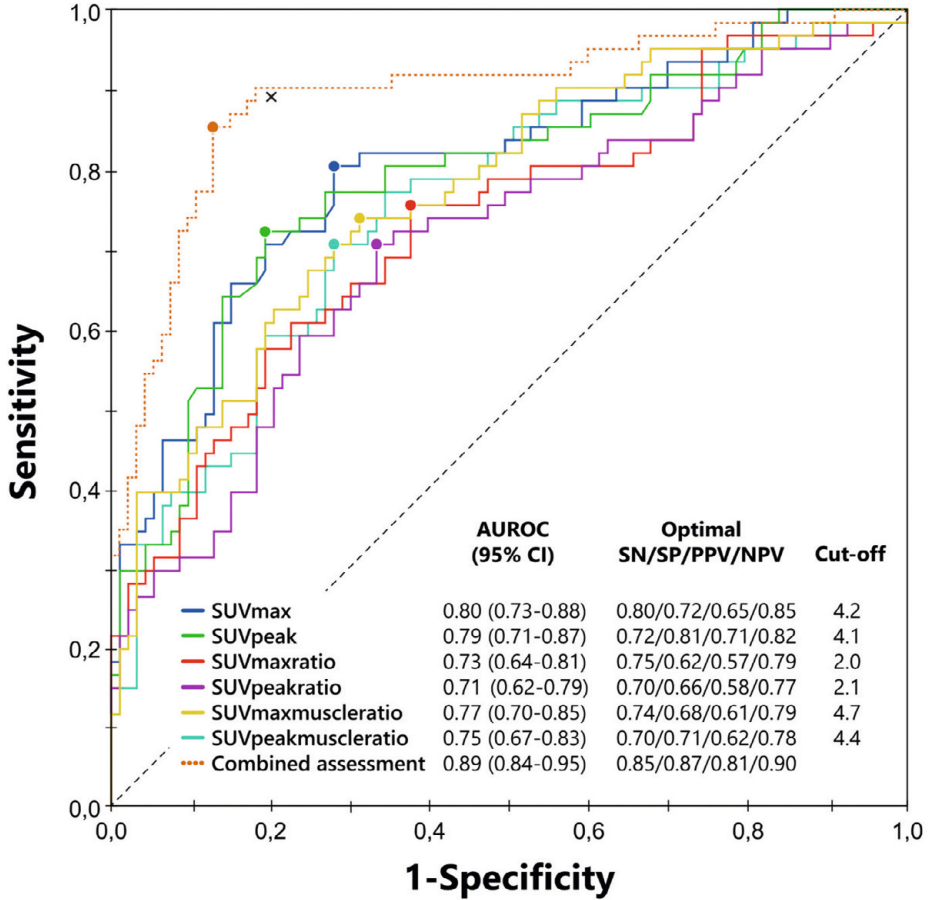 1,0
0,8
0,6
0,4
0,2
0,0
Sensitivity
AUROC Optimal
(95% CI) SN/SP/PPV/NPV Cut-off
SUVmax 0.80 (0.73-0.88) 0.80/0.72/0.65/0.85 4.2
SUVpeak 0.79 (0.71-0.87) 0.72/0.81/0.71/0.82 4.1
SUVmaxratio 0.73 (0.64-0.81) 0.75/0.62/0.57/0.79 2.0
SUVpeakratio 0.71 (0.62-0.79) 0.70/0.66/0.58/0.77 2.1
SUVmaxmuscleratio 0.77 (0.70-0.85) 0.74/0.68/0.61/0.79 4.7
SUVpeakmuscleratio 0.75 (0.67-0.83) 0.70/0.71/0.62/0.78 4.4
Combined assessment 0.89 (0.84-0.95) 0.85/0.87/0.81/0.90
0,0 0,2 0,4 0,6 0,8 1,0
1-Specificity